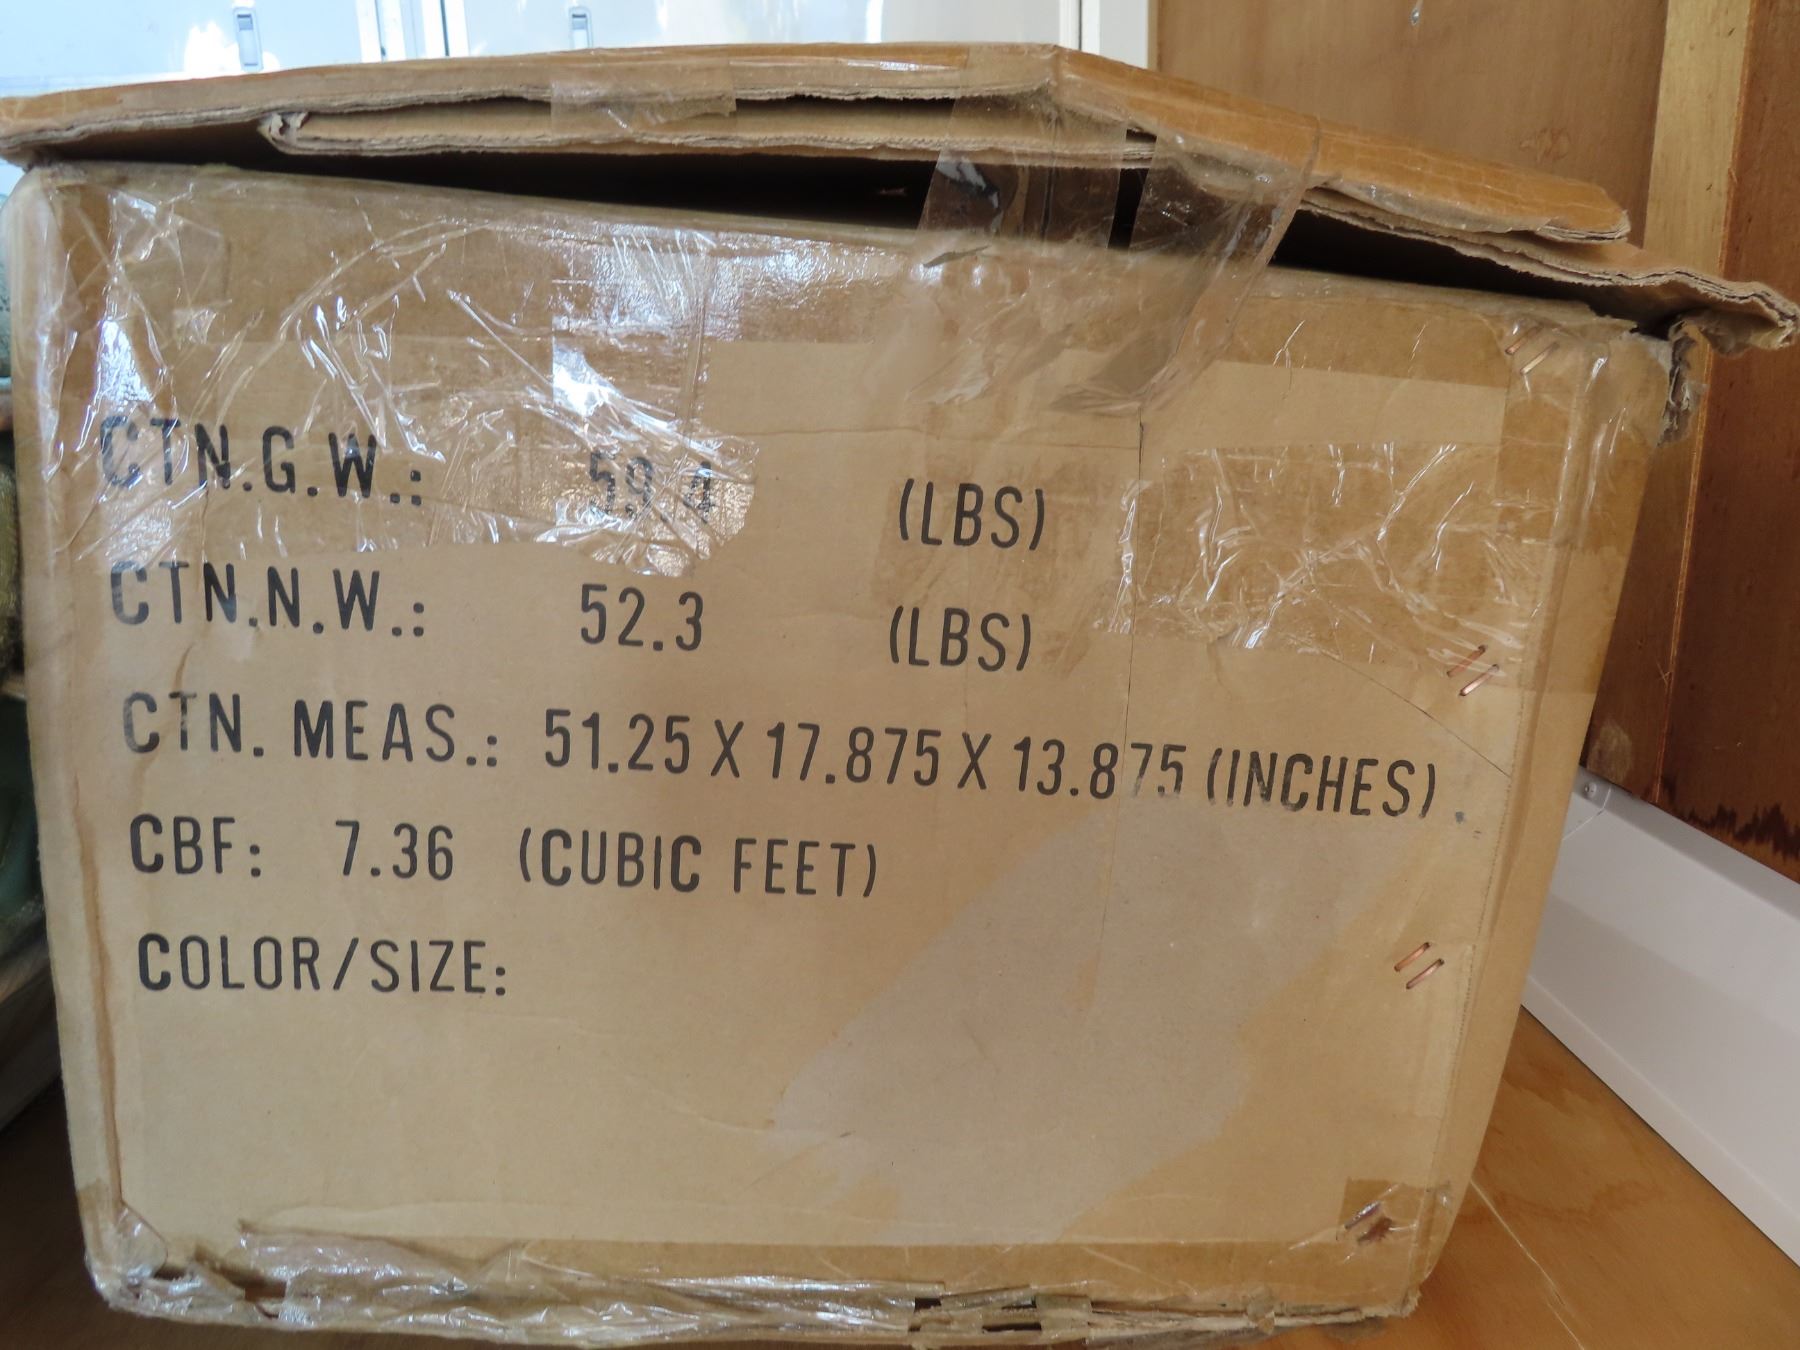 CTN.G.W.: 59.4 (LBS)
CTN.N.W.: 52.3 (LBS)
CTN. MEAS.: 51.25 X 17.875 X 13.875 (INCHES)
CBF: 7.36 (CUBIC FEET)
COLOR/SIZE: